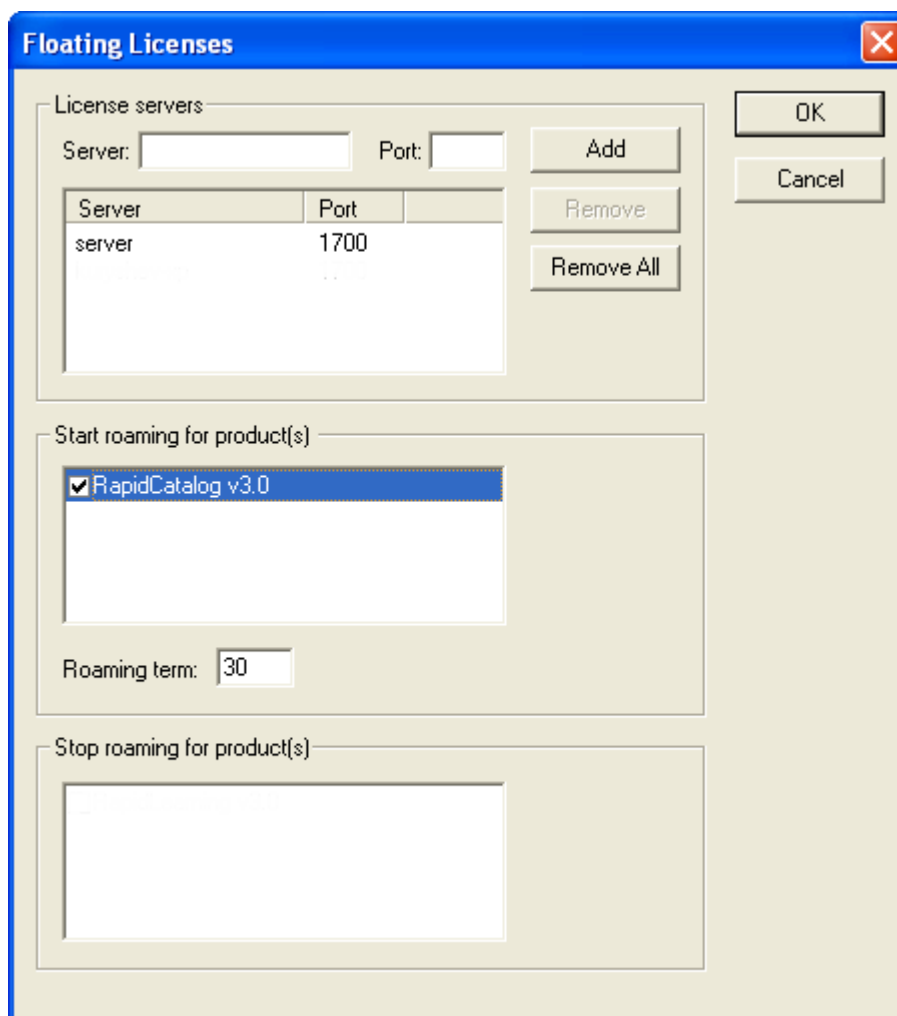 Floating Licenses
License servers
OK
Server: Port: Add
Cancel
Server Port Remove
server 1700
Remove All
Start roaming for product(s)
RapidCatalog v3.0
Roaming term: 30
Stop roaming for product(s)